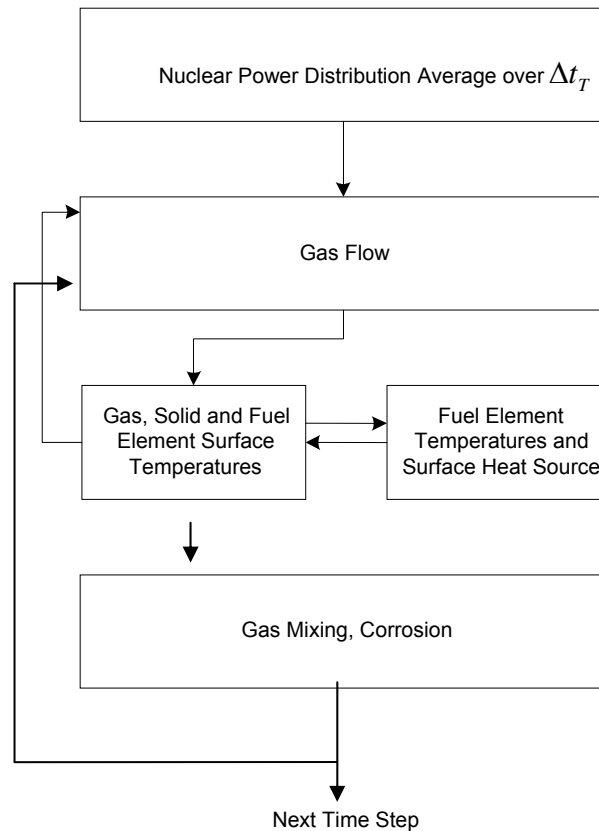 Nuclear Power Distribution Average over Δt_T
Gas Flow
Gas, Solid and Fuel
Element Surface
Temperatures
Fuel Element
Temperatures and
Surface Heat Source
Gas Mixing, Corrosion
Next Time Step